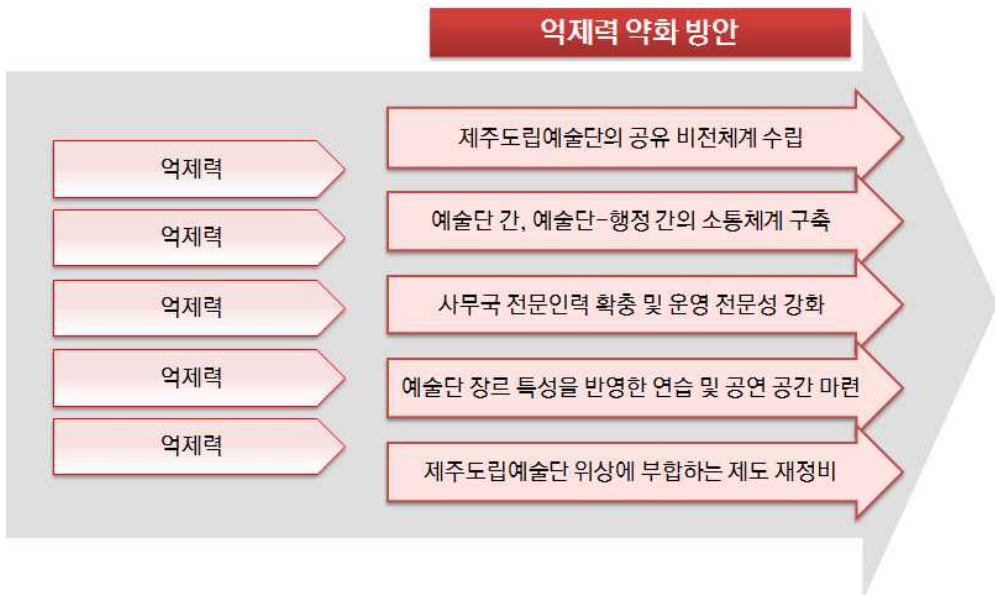 억제력 약화 방안
억제력
제주도립예술단의 공유 비전체계 수립
억제력
예술단 간, 예술단-행정 간의 소통체계 구축
억제력
사무국 전문인력 확충 및 운영 전문성 강화
억제력
예술단 장르 특성을 반영한 연습 및 공연 공간 마련
억제력
제주도립예술단 위상에 부합하는 제도 재정비